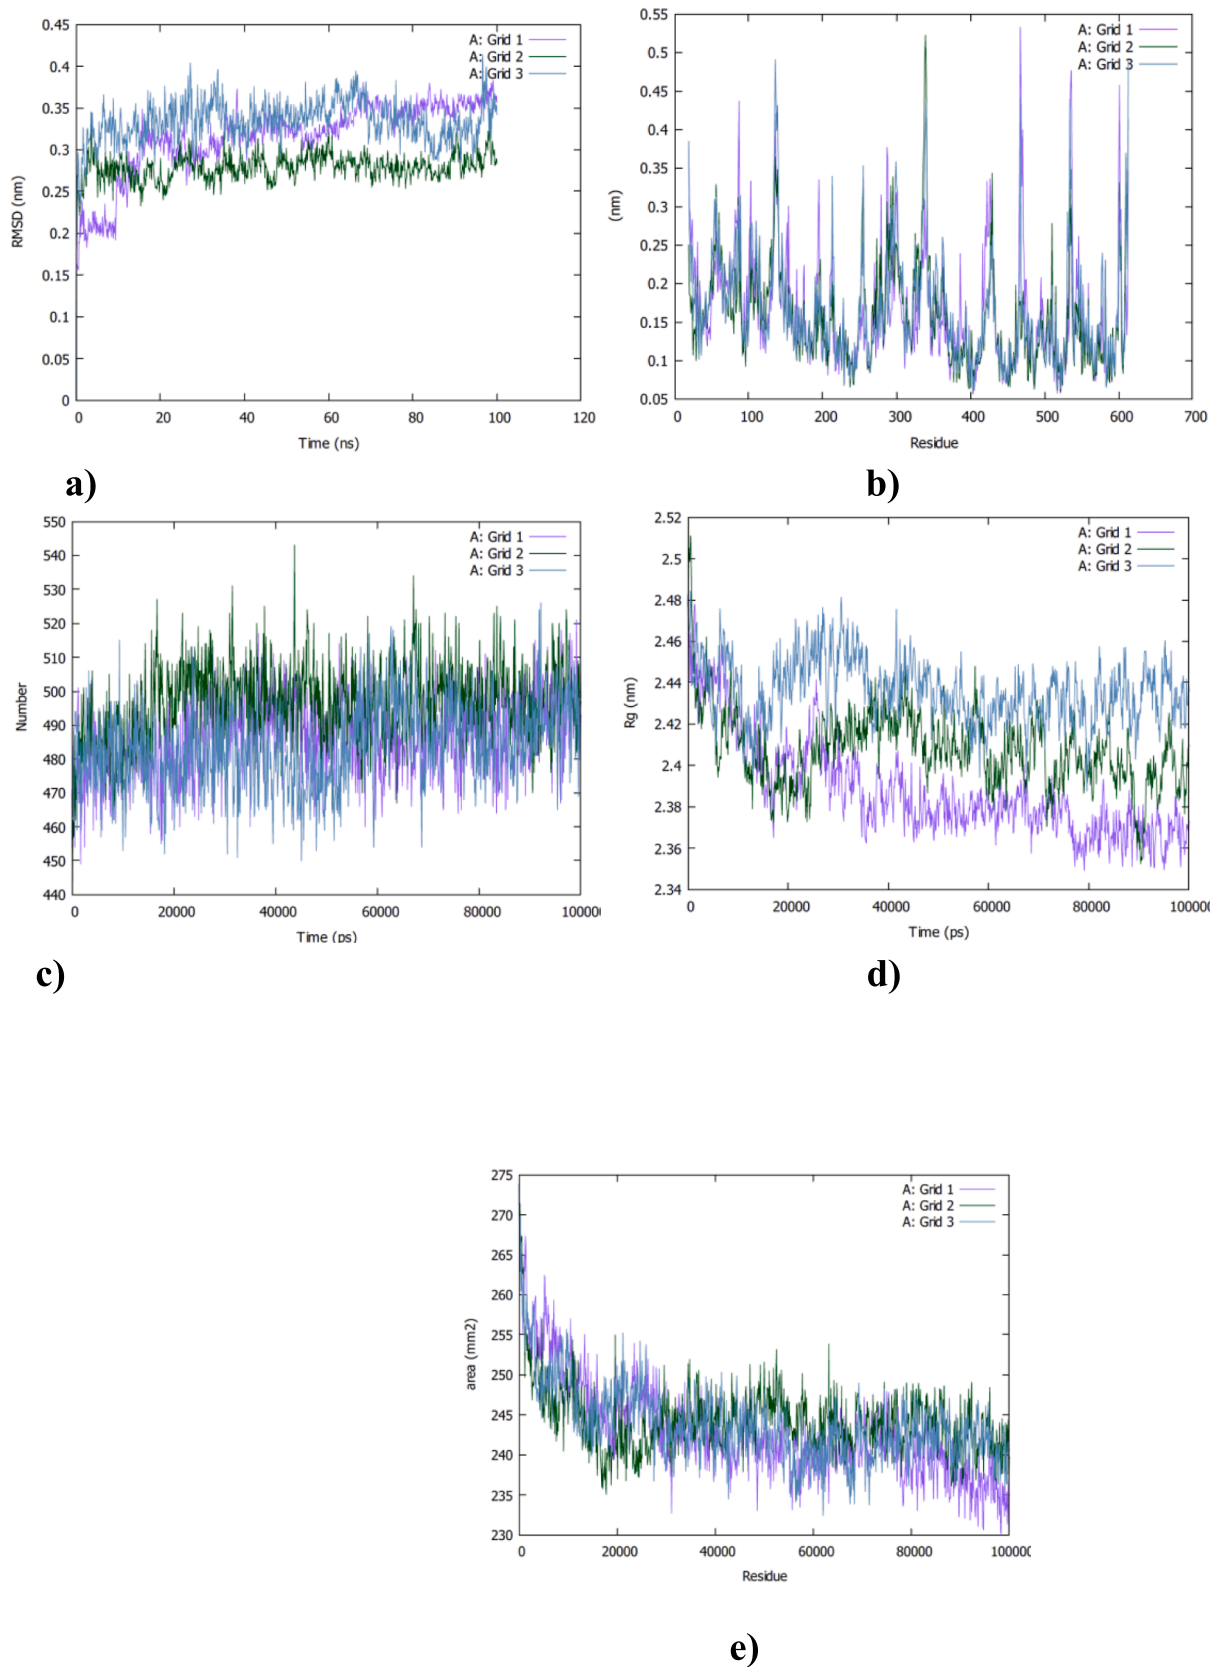 0.45
0.4
0.35
0.3
0.25
0.2
0.15
0.1
0.05
0
RMSD (nm)
A: Grid 1
A: Grid 2
A: Grid 3
0 20 40 60 80 100 120
Time (ns)
a)
0.55
0.5
0.45
0.4
0.35
0.3
0.25
0.2
0.15
0.1
0.05
(nm)
A: Grid 1
A: Grid 2
A: Grid 3
0 100 200 300 400 500 600 700
Residue
b)
550
540
530
520
510
500
490
480
470
460
450
440
Number
A: Grid 1
A: Grid 2
A: Grid 3
0 20000 40000 60000 80000 100000
Time (ps)
c)
2.52
2.5
2.48
2.46
2.44
2.42
2.4
2.38
2.36
2.34
Rg (nm)
A: Grid 1
A: Grid 2
A: Grid 3
0 20000 40000 60000 80000 100000
Time (ps)
d)
275
270
265
260
255
250
245
240
235
230
area (mm2)
A: Grid 1
A: Grid 2
A: Grid 3
0 20000 40000 60000 80000 100000
Residue
e)